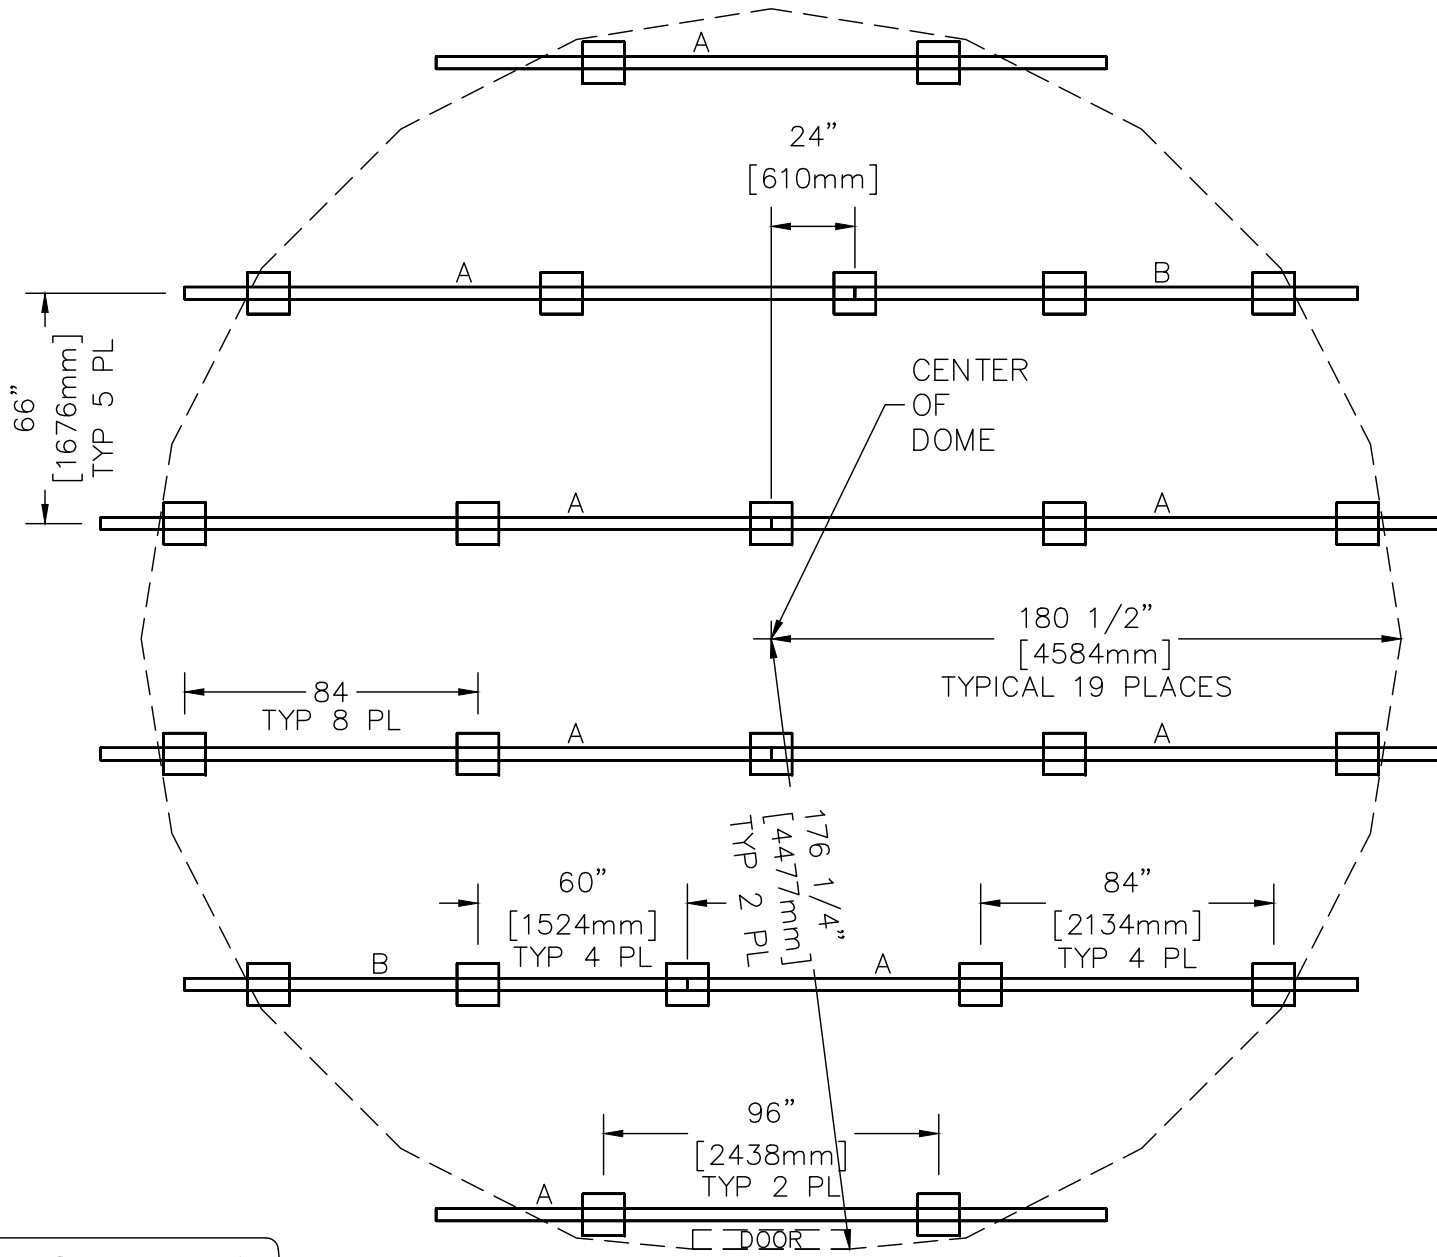 A
24”
[610mm]
A
B
66”
[1676mm]
TYP 5 PL
CENTER
OF
DOME
A
A
180 1/2”
[4584mm]
TYPICAL 19 PLACES
84
TYP 8 PL
A
A
176 1/4”
[4477mm]
TYP 2 PL
60”
[1524mm]
TYP 4 PL
84”
[2134mm]
TYP 4 PL
B
A
96”
[2438mm]
TYP 2 PL
A
DOOR